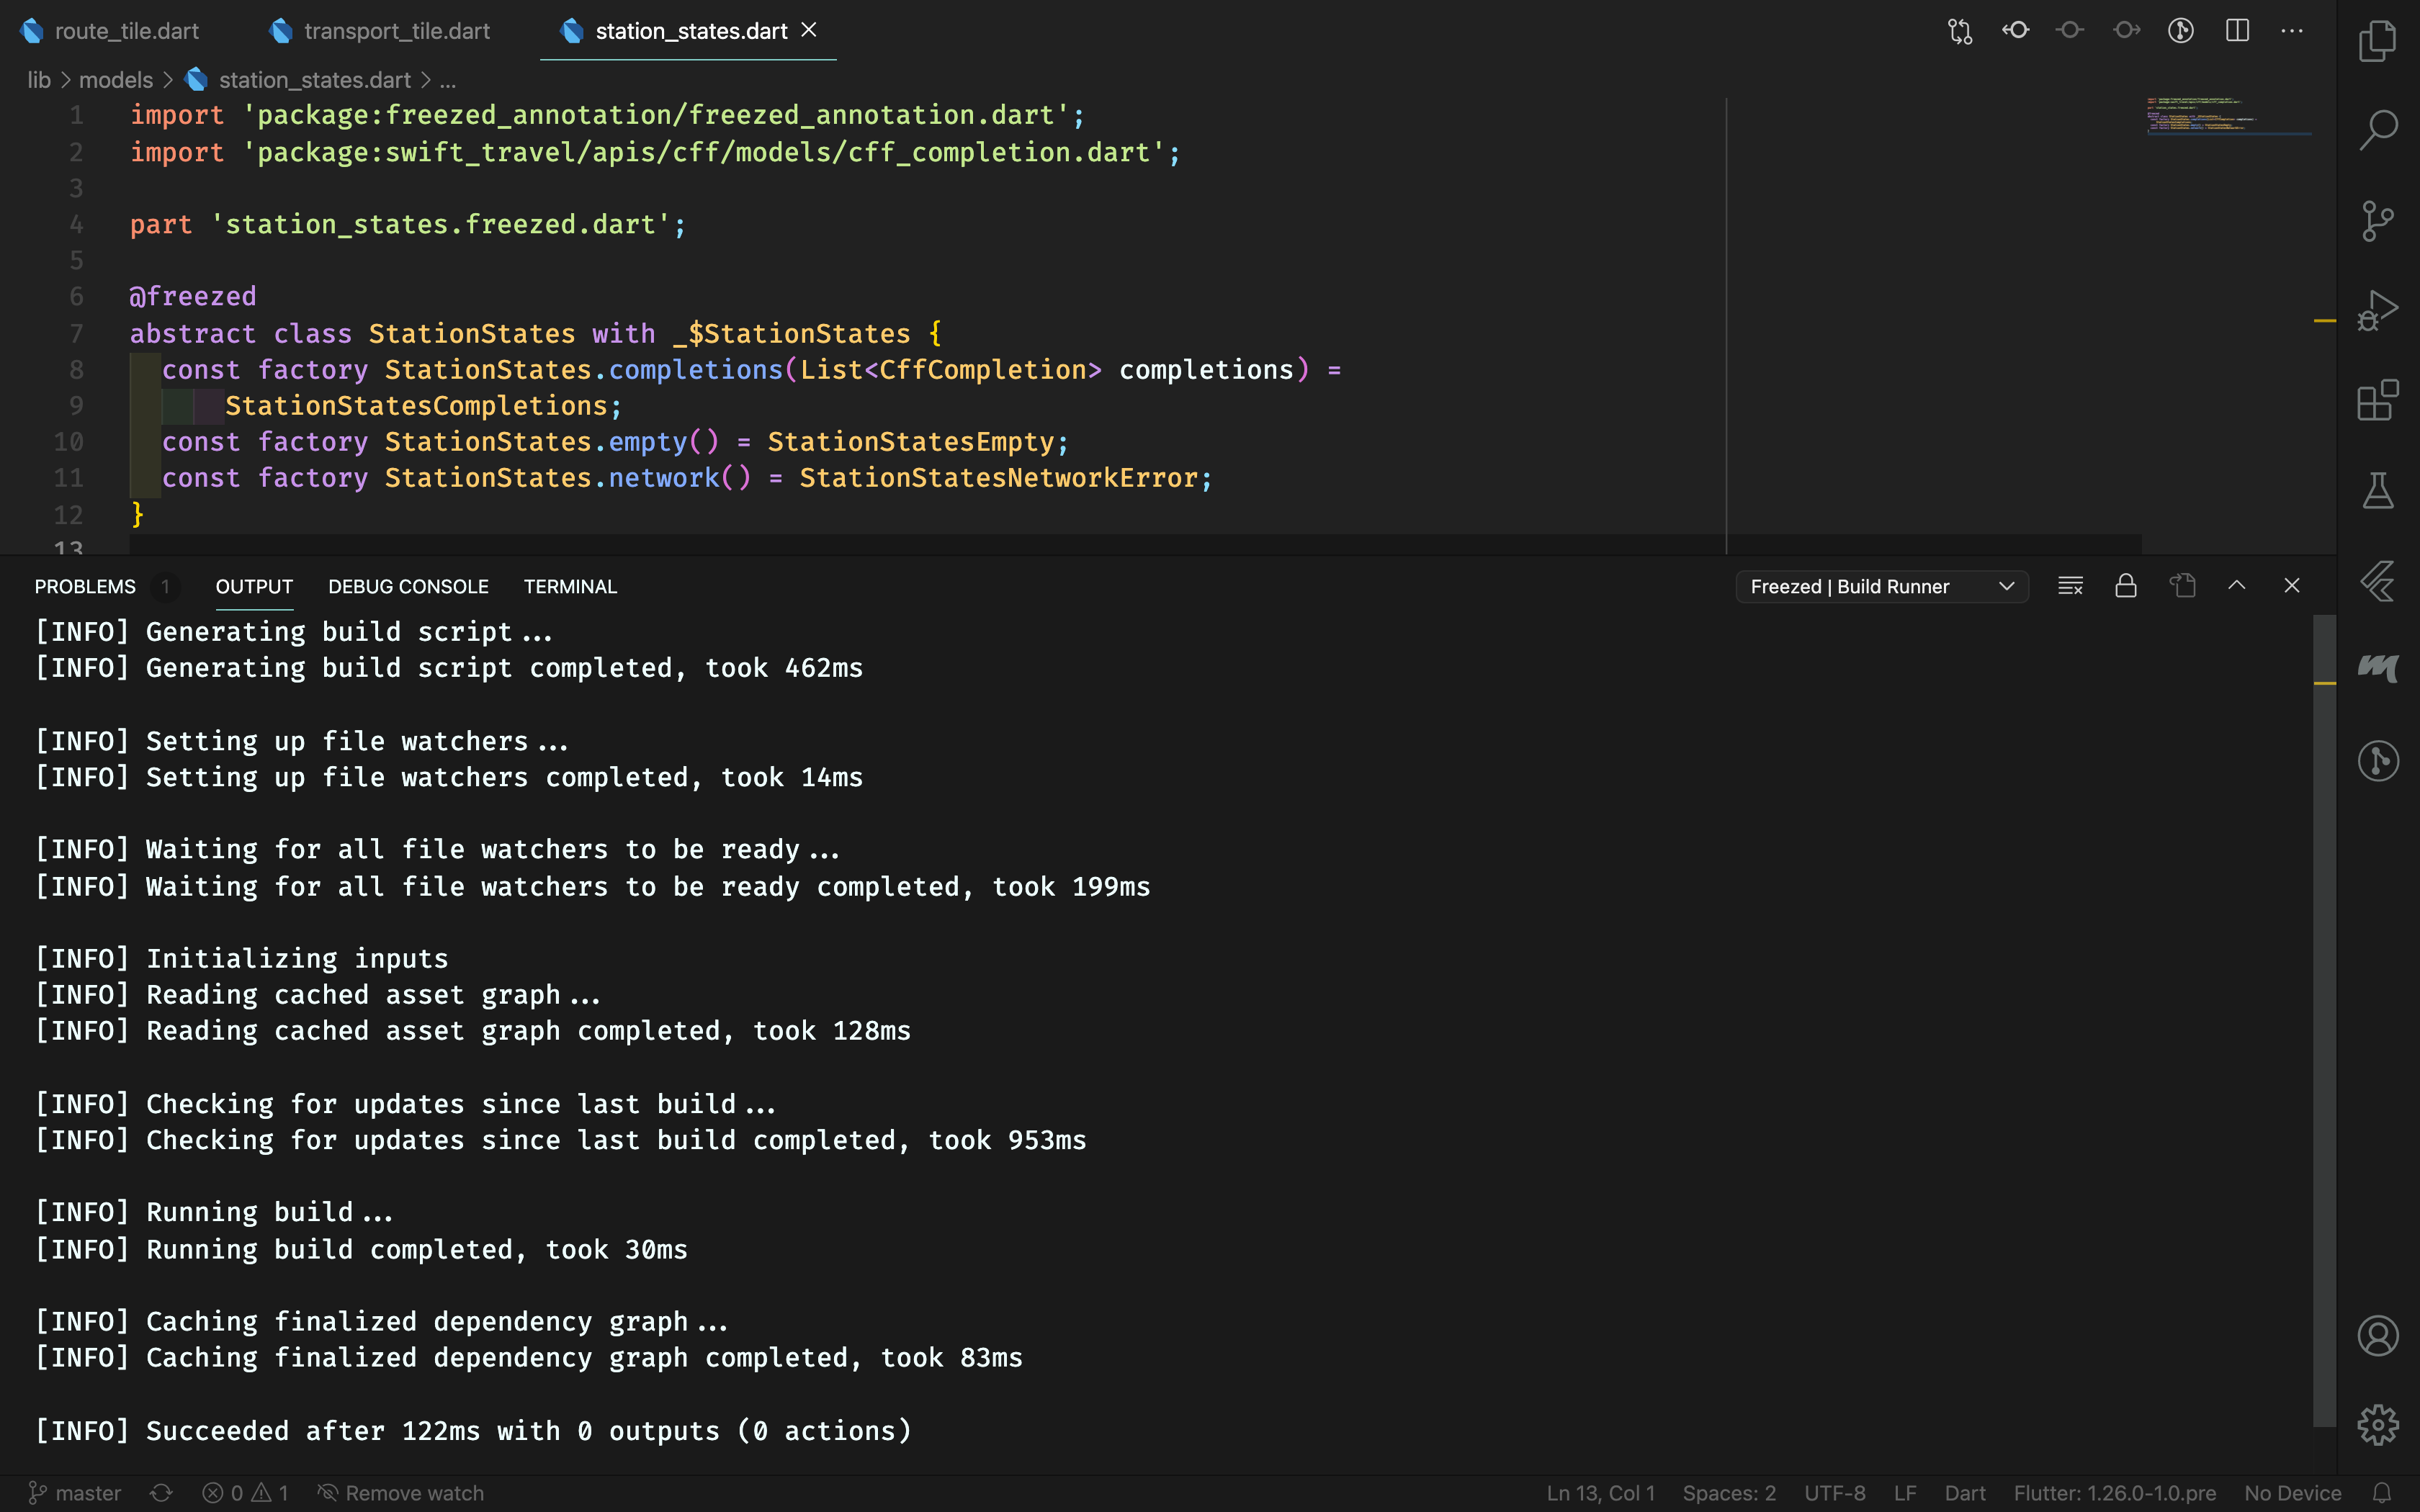 route_tile.dart
transport_tile.dart
station_states.dart
lib > models > station_states.dart > ...
1 import 'package:freezed_annotation/freezed_annotation.dart';
2 import 'package:swift_travel/apis/cff/models/cff_completion.dart';
3
4 part 'station_states.freezed.dart';
5
6 @freezed
7 abstract class StationStates with _$StationStates {
8 const factory StationStates.completions(List<CffCompletion> completions) =
9 StationStatesCompletions;
10 const factory StationStates.empty() = StationStatesEmpty;
11 const factory StationStates.network() = StationStatesNetworkError;
12 }
13
PROBLEMS 1 OUTPUT DEBUG CONSOLE TERMINAL Freezed | Build Runner
[INFO] Generating build script...
[INFO] Generating build script completed, took 462ms
[INFO] Setting up file watchers...
[INFO] Setting up file watchers completed, took 14ms
[INFO] Waiting for all file watchers to be ready...
[INFO] Waiting for all file watchers to be ready completed, took 199ms
[INFO] Initializing inputs
[INFO] Reading cached asset graph...
[INFO] Reading cached asset graph completed, took 128ms
[INFO] Checking for updates since last build...
[INFO] Checking for updates since last build completed, took 953ms
[INFO] Running build...
[INFO] Running build completed, took 30ms
[INFO] Caching finalized dependency graph...
[INFO] Caching finalized dependency graph completed, took 83ms
[INFO] Succeeded after 122ms with 0 outputs (0 actions)
master 0 1 Remove watch Ln 13, Col 1 Spaces: 2 UTF-8 LF Dart Flutter: 1.26.0-1.0.pre No Device